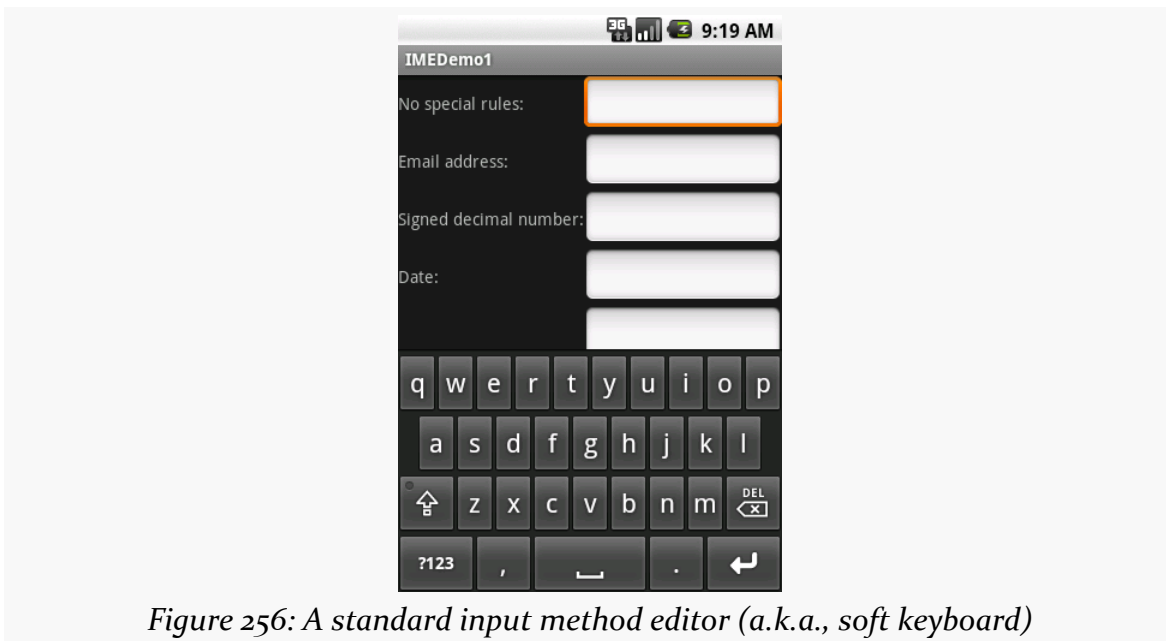 3G 9:19 AM
IMEDemo1
No special rules:
Email address:
Signed decimal number:
Date:
q w e r t y u i o p
a s d f g h j k l
z x c v b n m DEL
?123 , .
Figure 256: A standard input method editor (a.k.a., soft keyboard)